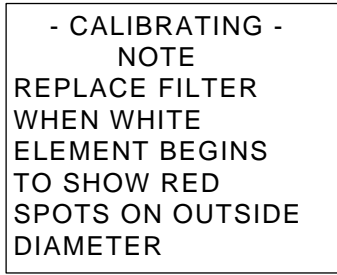 - CALIBRATING -
NOTE
REPLACE FILTER
WHEN WHITE
ELEMENT BEGINS
TO SHOW RED
SPOTS ON OUTSIDE
DIAMETER